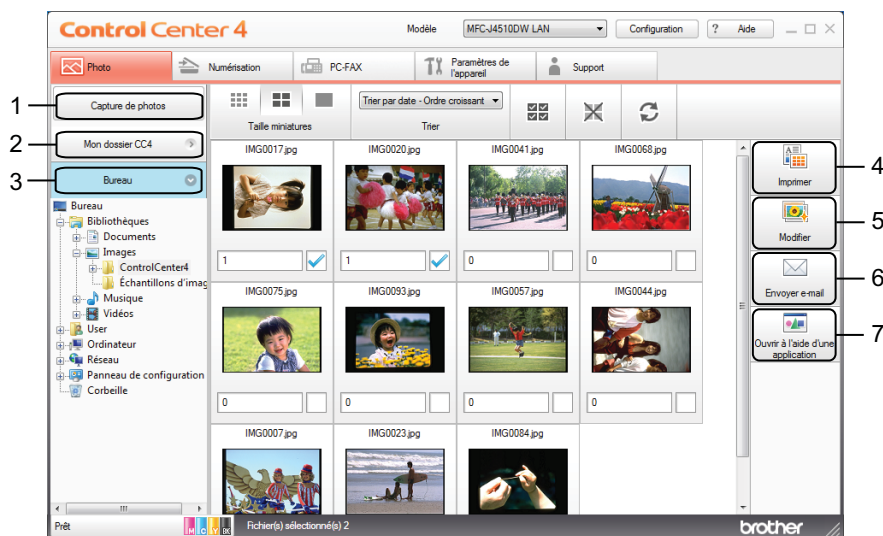 Control Center 4
Modèle
MFC-J4510DW LAN
Configuration
? Aide
Photo
Numérisation
PC-FAX
Paramètres de
l'appareil
Support
1
Capture de photos
2
Mon dossier CC4
3
Bureau
Taille miniatures
Trier par date - Ordre croissant
Trier
Bureau
Bibliothèques
Documents
Images
ControlCenter4
Échantillons d'imag
Musique
Vidéos
User
Ordinateur
Réseau
Panneau de configuration
Corbeille
IMG0017.jpg
IMG0020.jpg
IMG0041.jpg
IMG0068.jpg
1
1
0
0
IMG0075.jpg
IMG0093.jpg
IMG0057.jpg
IMG0044.jpg
0
0
0
0
IMG0007.jpg
IMG0023.jpg
IMG0084.jpg
Imprimer
4
Modifier
5
Envoyer e-mail
6
Ouvrir à l'aide d'une
application
7
Prêt
M C Y BK
Fichier(s) sélectionné(s) 2
brother